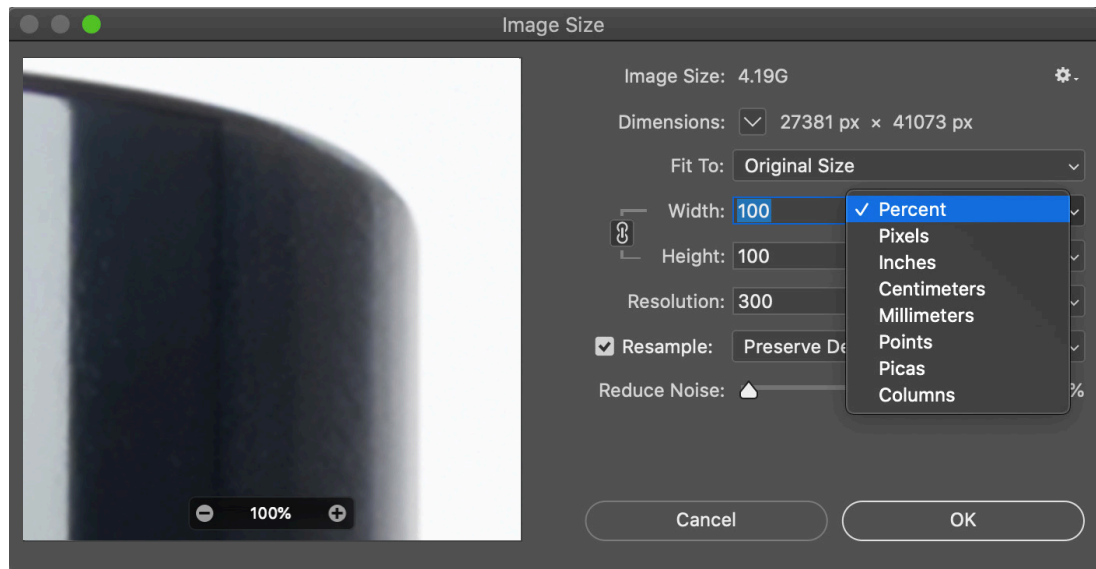 Image Size
Image Size: 4.19G
Dimensions: 27381 px × 41073 px
Fit To: Original Size
Width: 100
✓ Percent
Pixels
Inches
Centimeters
Millimeters
Points
Picas
Columns
Height: 100
Resolution: 300
Resample: Preserve De
Reduce Noise: %
100%
Cancel
OK